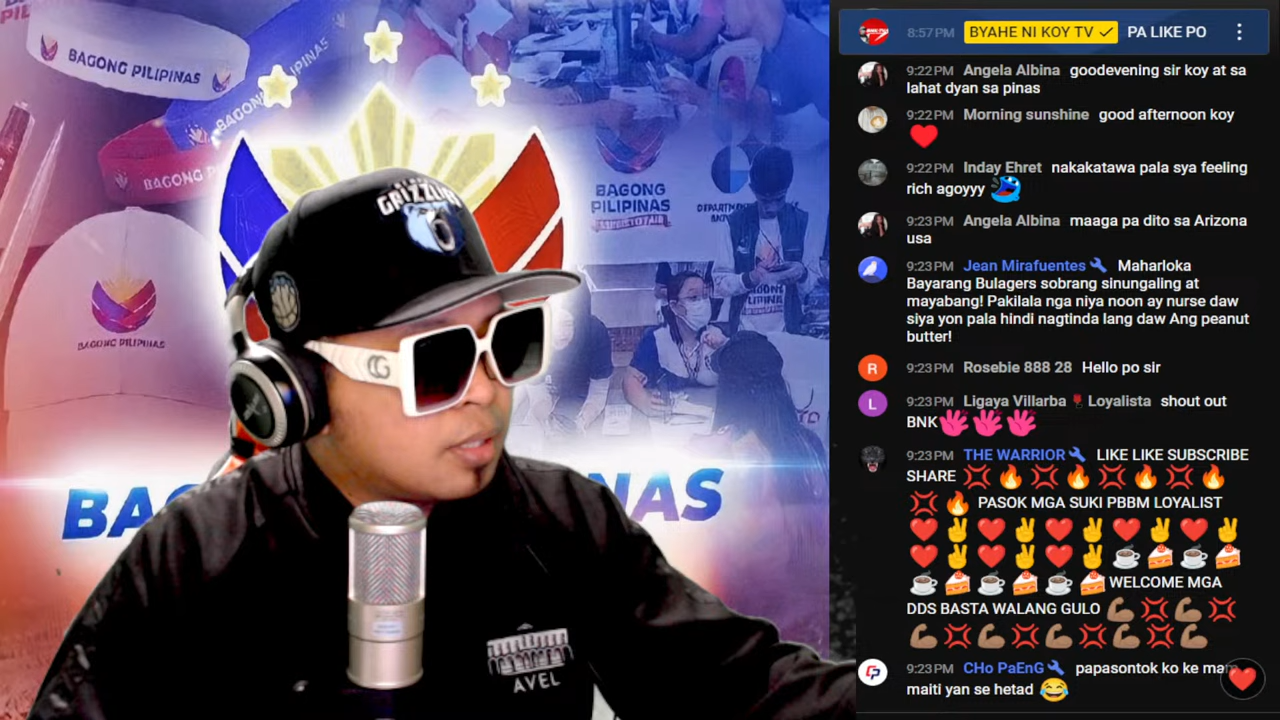 PILIPINAS
BAGONG PILIPINAS
BAGONG
PILIPINAS
BAGONG
BAGONG PILIPINAS
BAGONG
PILIPINAS
GRIZZLIES
CG
BA
NAS
AVEL
8:57 PM BYAHE NI KOY TV PA LIKE PO
9:22 PM Angela Albina goodevening sir koy at sa
lahat dyan sa pinas
9:22 PM Morning sunshine good afternoon koy
❤️
9:22 PM Inday Ehret nakakatawa pala sya feeling
rich agoyyy
9:23 PM Angela Albina maaga pa dito sa Arizona
usa
9:23 PM Jean Mirafuentes Maharloka
Bayarang Bulagers sobrang sinungaling at
mayabang! Pakilala nga niya noon ay nurse daw
siya yon pala hindi nagtinda lang daw Ang peanut
butter!
R 9:23 PM Rosebie 888 28 Hello po sir
L 9:23 PM Ligaya Villarba 🌹 Loyalista shout out
BNK
9:23 PM THE WARRIOR LIKE LIKE SUBSCRIBE
SHARE 💢 🔥 💢 🔥 💢 🔥 💢 🔥
💢 🔥 PASOK MGA SUKI PBBM LOYALIST
❤️ ✌️ ❤️ ✌️ ❤️ ✌️ ❤️ ✌️ ❤️ ✌️
❤️ ✌️ ❤️ ✌️ ❤️ ✌️ ☕ 🍰 ☕ 🍰
☕ 🍰 ☕ 🍰 ☕ 🍰 WELCOME MGA
DDS BASTA WALANG GULO 💪🏽 💢 💪🏽 💢
💪🏽 💢 💪🏽 💢 💪🏽 💢 💪🏽 💢 💪🏽
9:23 PM CHo PaEnG papasontok ko ke mam
maiti yan se hetad 😂